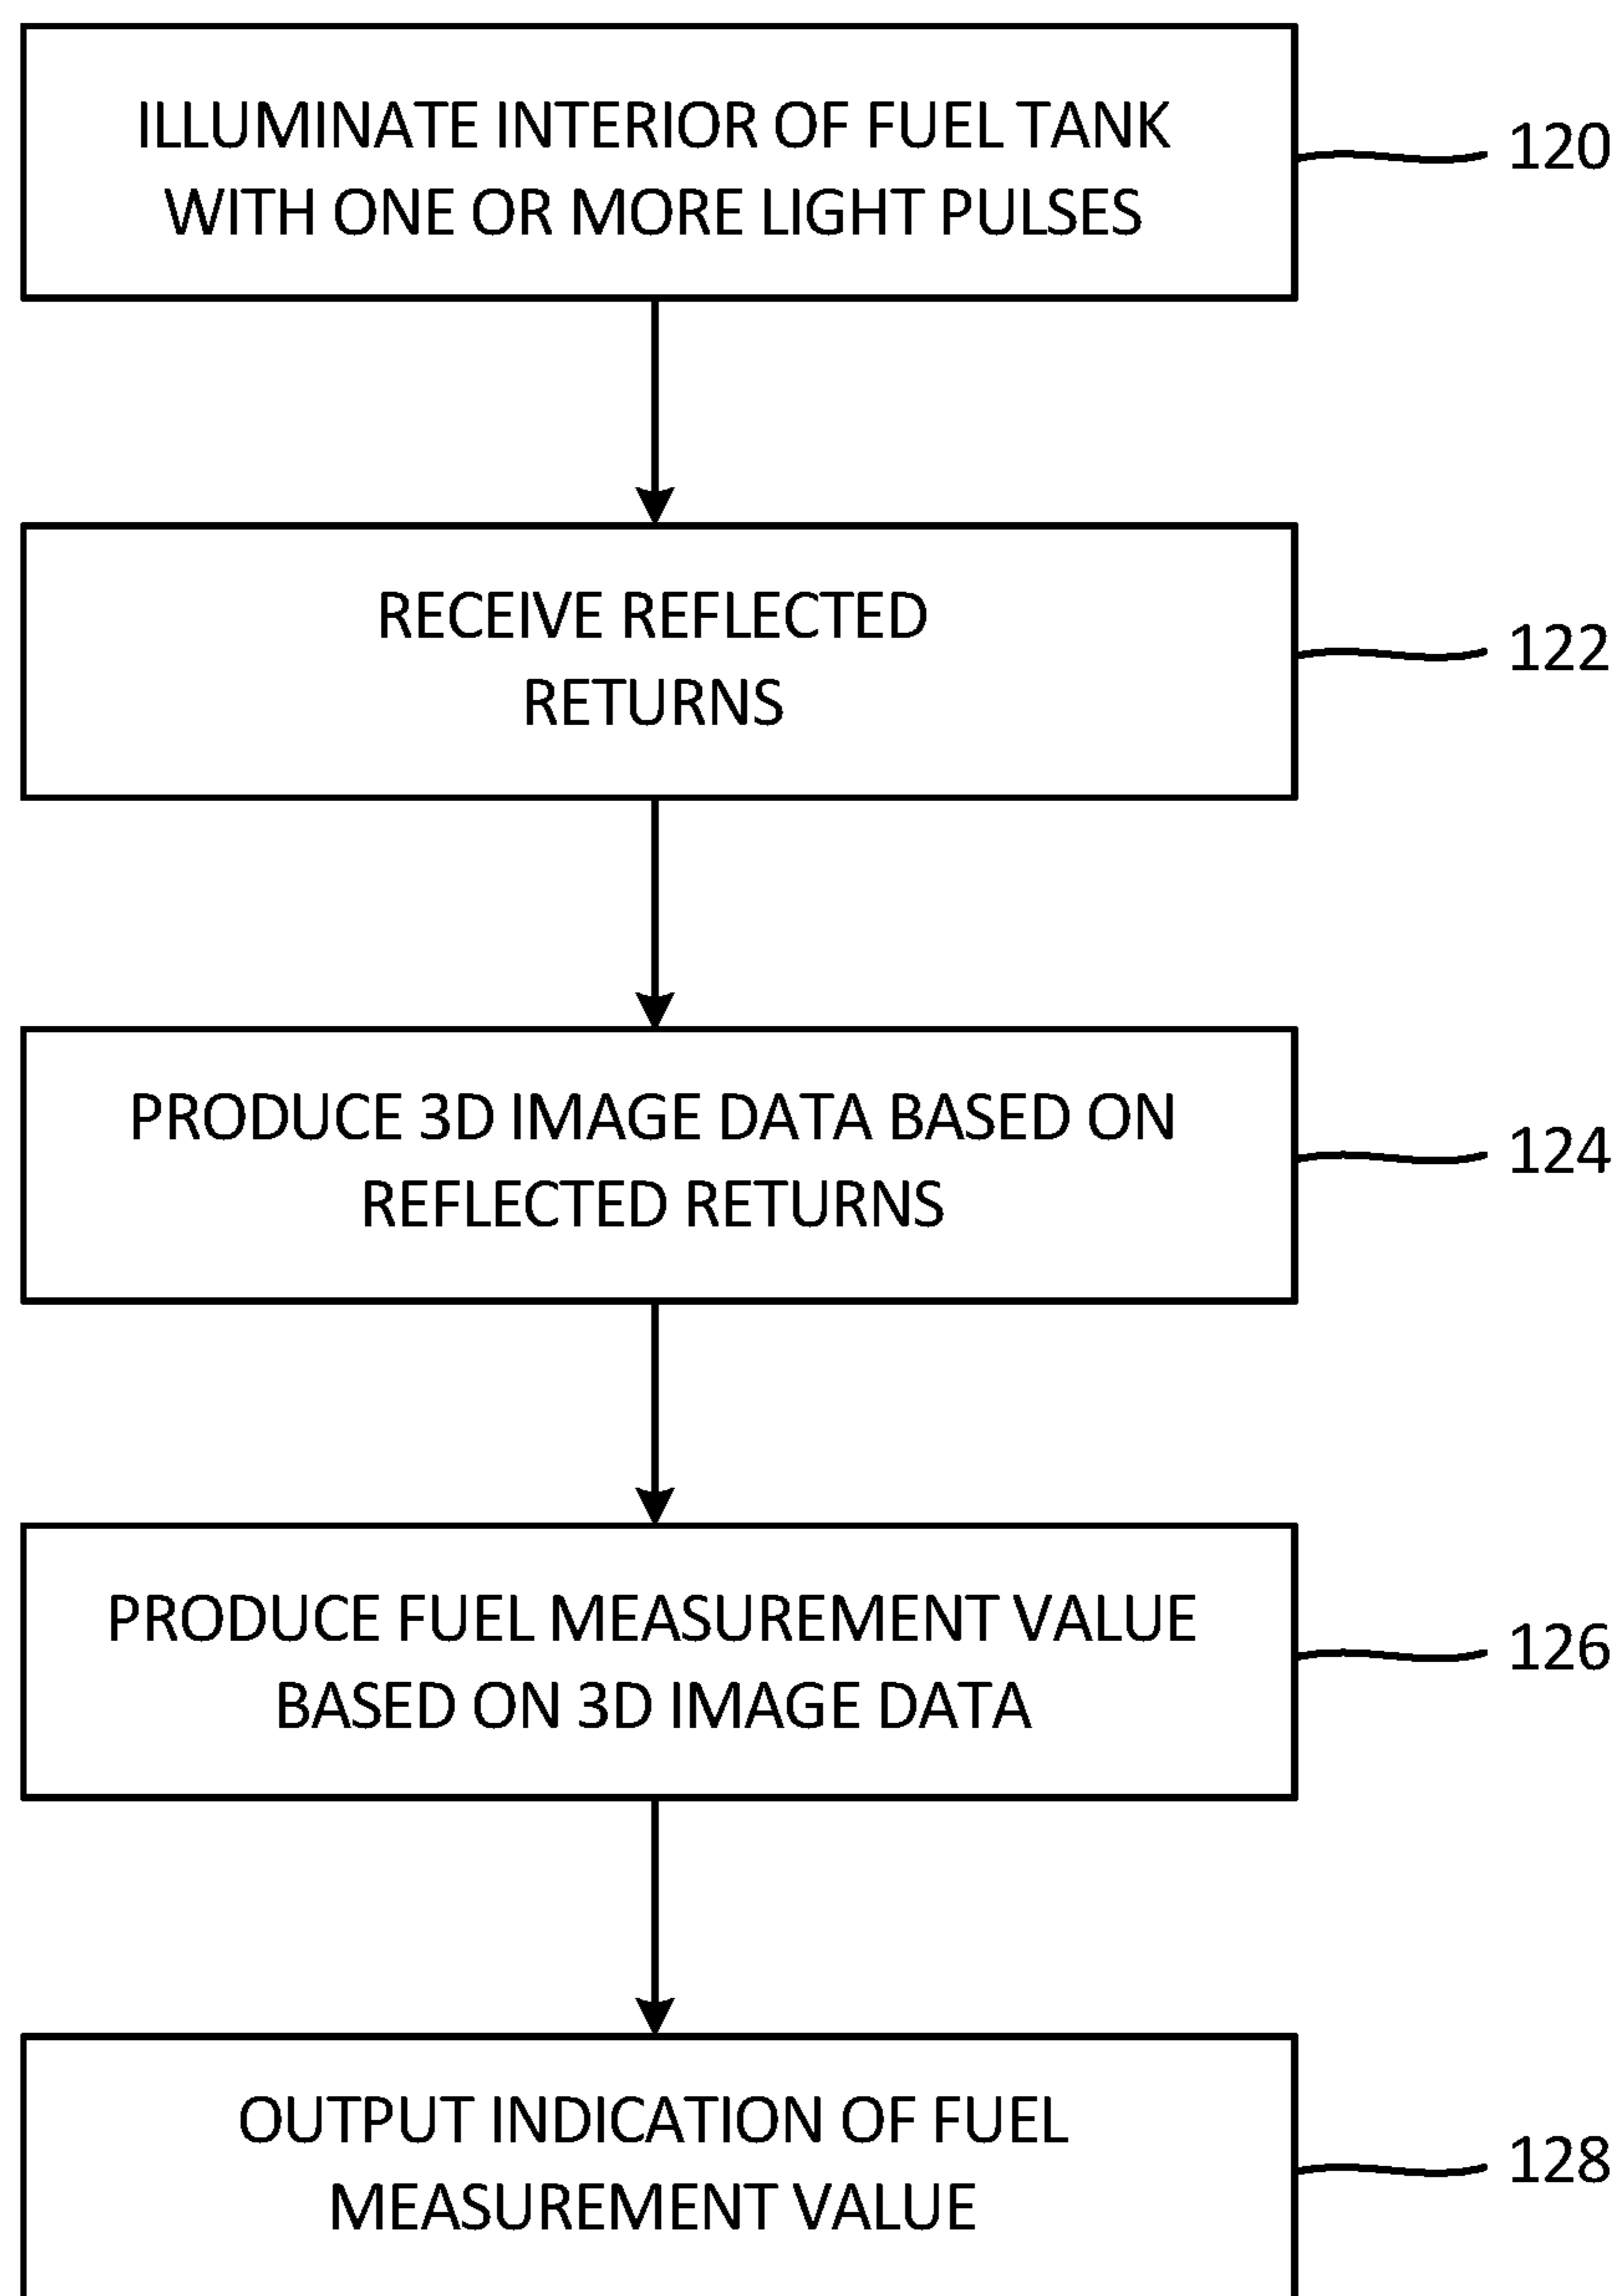 ILLUMINATE INTERIOR OF FUEL TANK
WITH ONE OR MORE LIGHT PULSES
120
RECEIVE REFLECTED
RETURNS
122
PRODUCE 3D IMAGE DATA BASED ON
REFLECTED RETURNS
124
PRODUCE FUEL MEASUREMENT VALUE
BASED ON 3D IMAGE DATA
126
OUTPUT INDICATION OF FUEL
MEASUREMENT VALUE
128